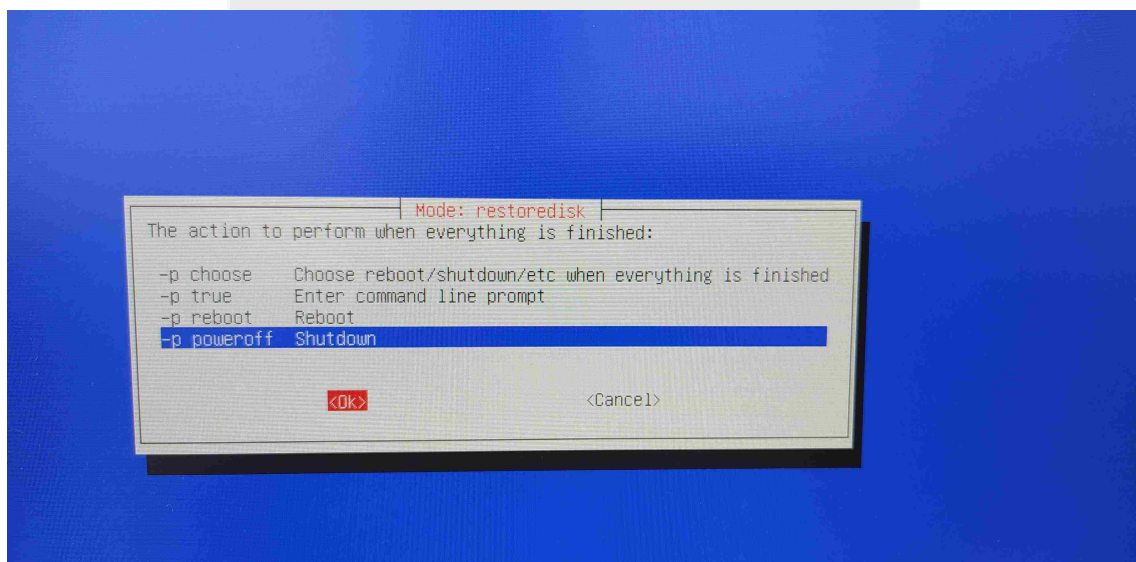 Mode: restoredisk
The action to perform when everything is finished:
-p choose Choose reboot/shutdown/etc when everything is finished
-p true Enter command line prompt
-p reboot Reboot
-p poweroff Shutdown
<Ok> <Cancel>